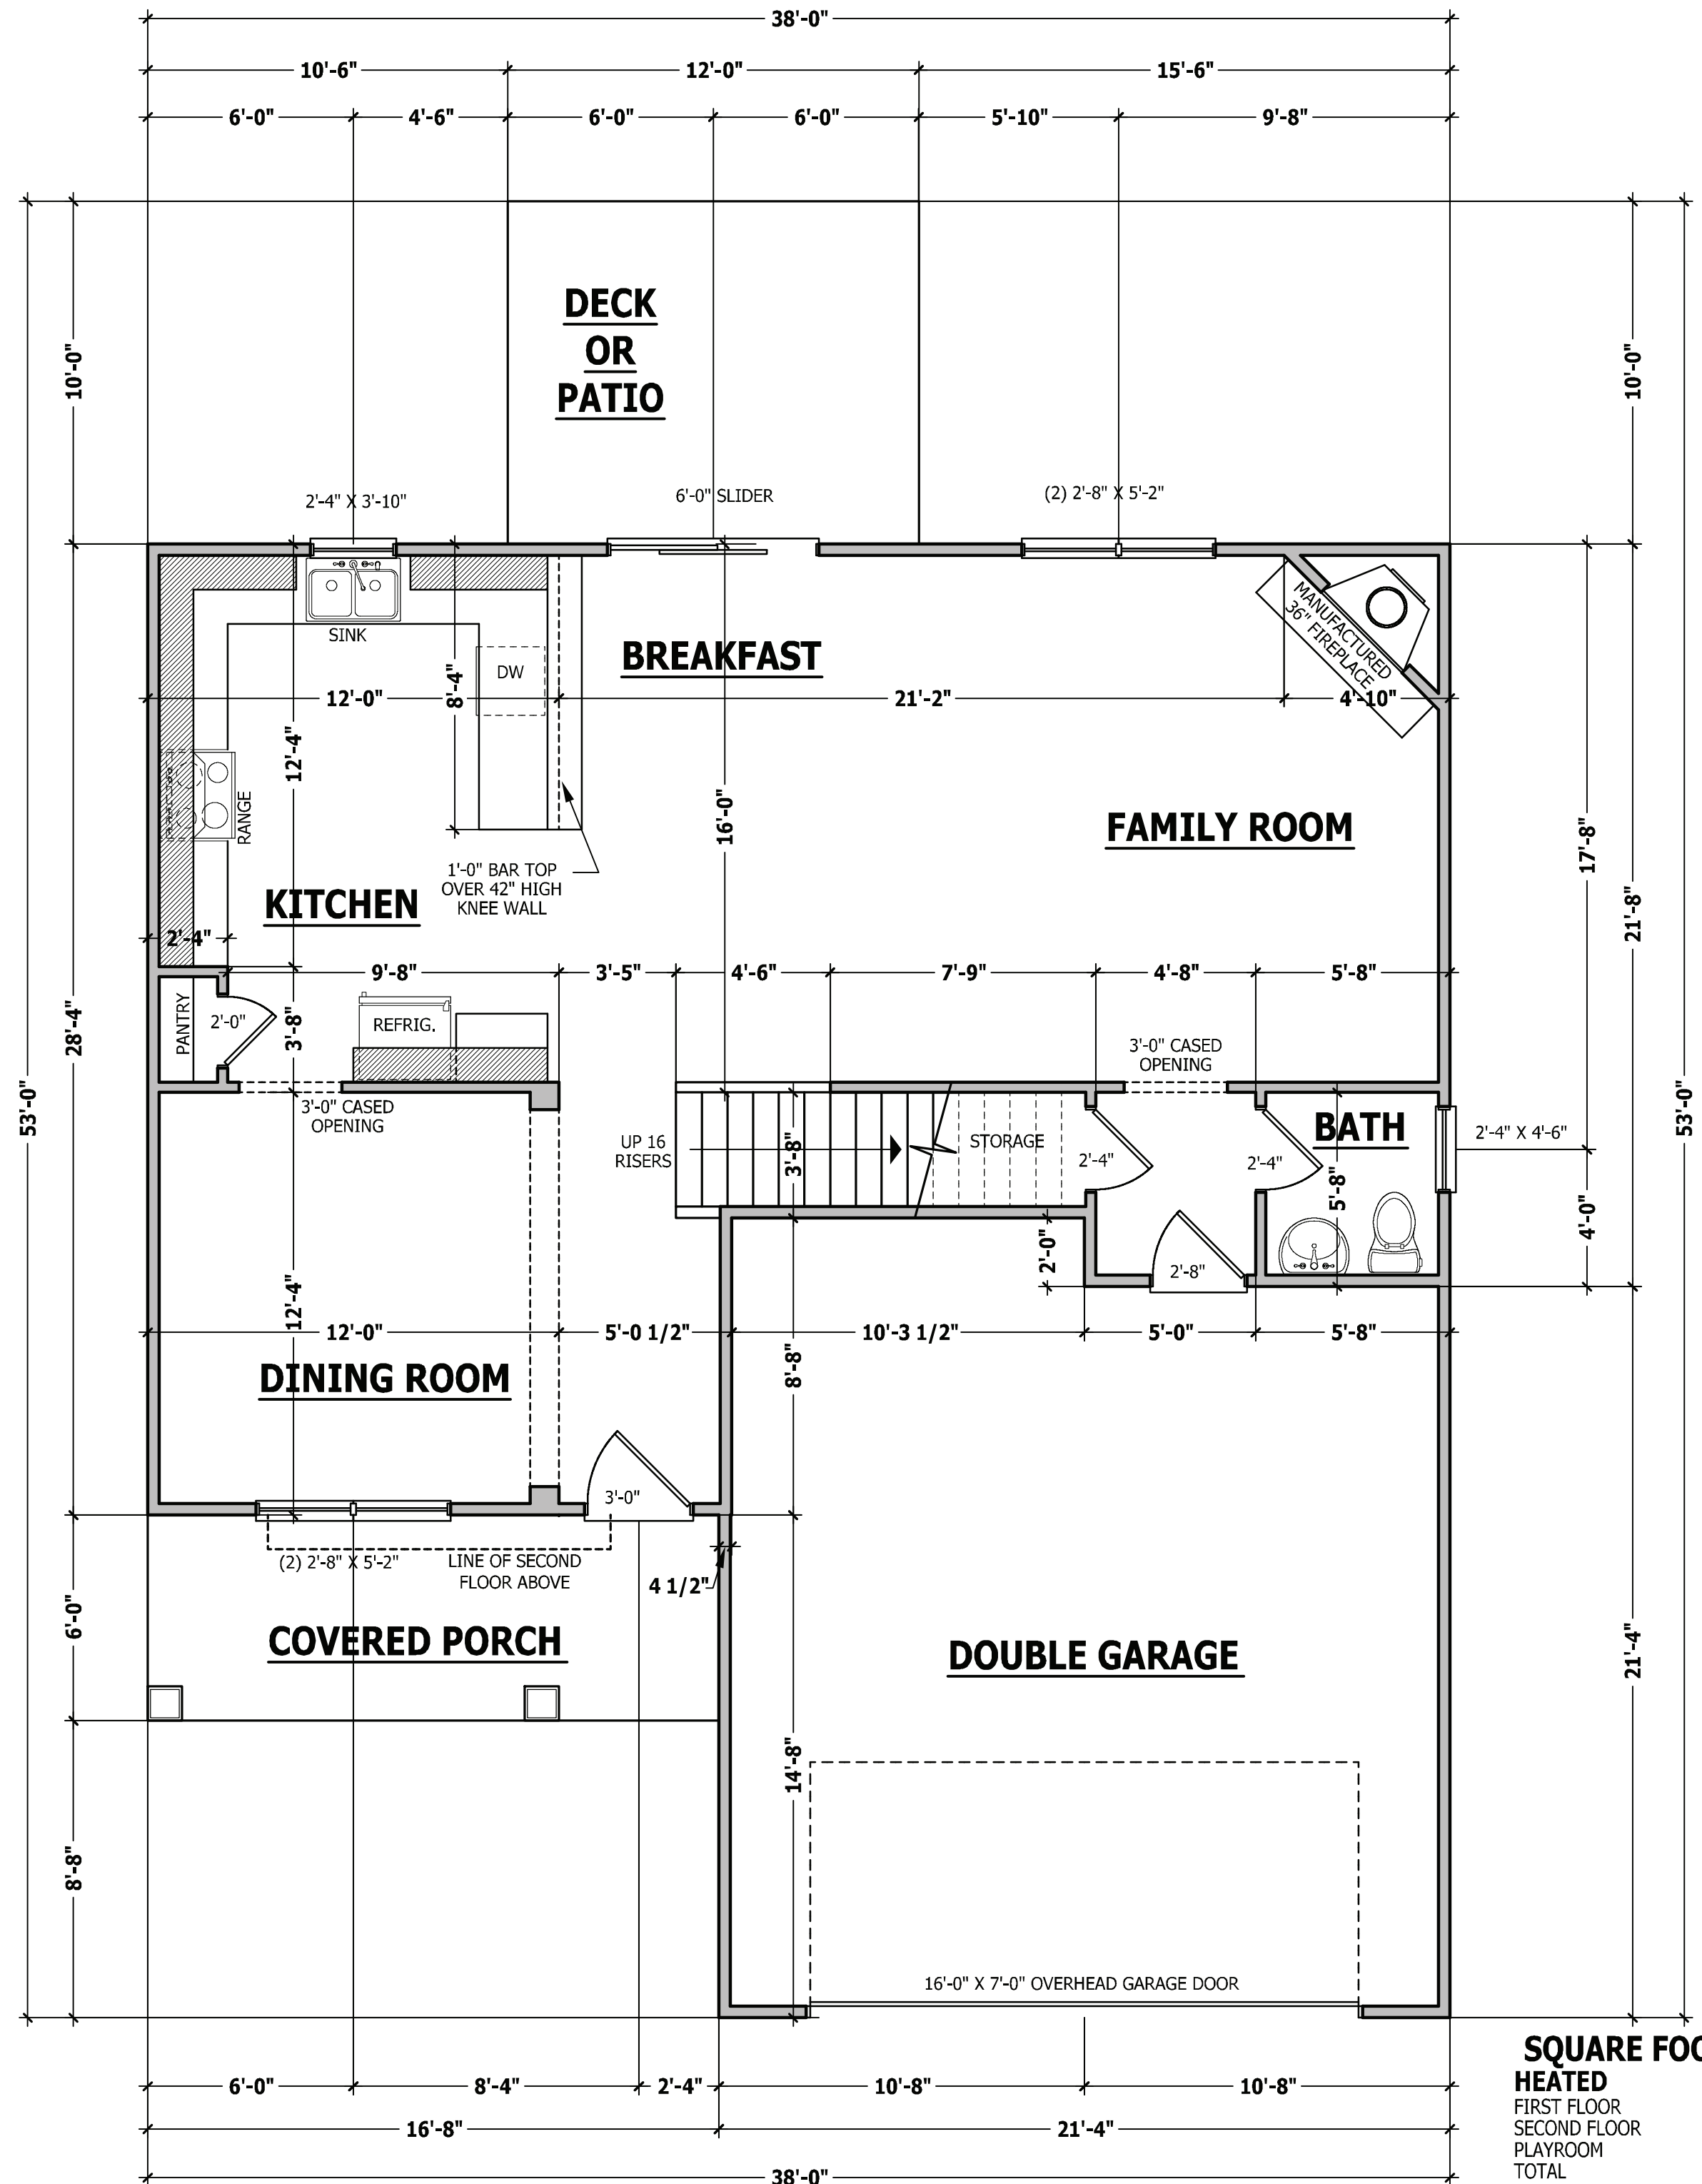 38'-0"
10'-6" 12'-0" 15'-6"
6'-0" 4'-6" 6'-0" 6'-0" 5'-10" 9'-8"
DECK
OR
PATIO
10'-0"
10'-0"
2'-4" X 3'-10"
6'-0" SLIDER
(2) 2'-8" X 5'-2"
SINK
MANUFACTURED
36" FIREPLACE
BREAKFAST
DW
12'-0"
8'-4"
21'-2"
4'-10"
12'-4"
RANGE
16'-0"
FAMILY ROOM
17'-8"
1'-0" BAR TOP
OVER 42" HIGH
KNEE WALL
KITCHEN
21'-8"
2'-4"
9'-8" 3'-5" 4'-6" 7'-9" 4'-8" 5'-8"
PANTRY
2'-0"
3'-8"
REFRIG.
28'-4"
53'-0"
53'-0"
3'-0" CASED
OPENING
3'-0" CASED
OPENING
UP 16
RISERS
3'-8"
STORAGE
2'-4"
2'-4"
BATH
2'-4" X 4'-6"
5'-8"
4'-0"
2'-0"
2'-8"
12'-4"
12'-0" 5'-0 1/2" 10'-3 1/2" 5'-0" 5'-8"
8'-8"
DINING ROOM
3'-0"
(2) 2'-8" X 5'-2"
LINE OF SECOND
FLOOR ABOVE
4 1/2"
6'-0"
COVERED PORCH
DOUBLE GARAGE
21'-4"
14'-8"
8'-8"
16'-0" X 7'-0" OVERHEAD GARAGE DOOR
6'-0" 8'-4" 2'-4" 10'-8" 10'-8"
16'-8" 21'-4"
38'-0"
SQUARE
HEATED
FIRST FLOOR
SECOND FLOOR
PLAYROOM
TOTAL